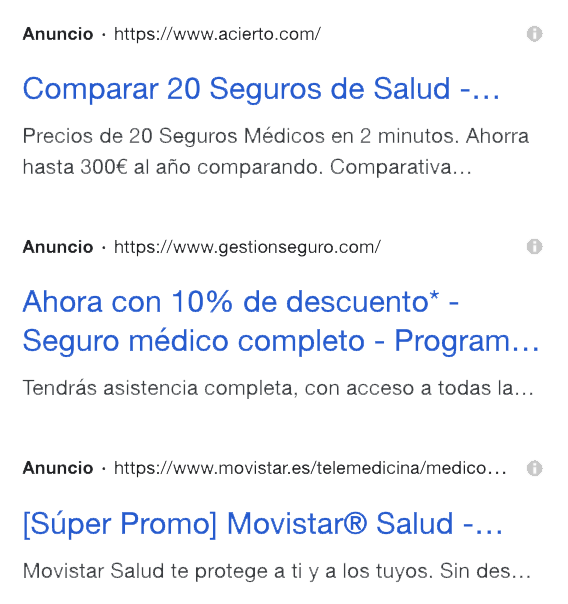 Anuncio · https://www.acierto.com/
Comparar 20 Seguros de Salud -...
Precios de 20 Seguros Médicos en 2 minutos. Ahorra
hasta 300€ al año comparando. Comparativa...
Anuncio · https://www.gestionseguro.com/
Ahora con 10% de descuento* -
Seguro médico completo - Program...
Tendrás asistencia completa, con acceso a todas la...
Anuncio · https://www.movistar.es/telemedicina/medico...
[Súper Promo] Movistar® Salud -...
Movistar Salud te protege a ti y a los tuyos. Sin des...